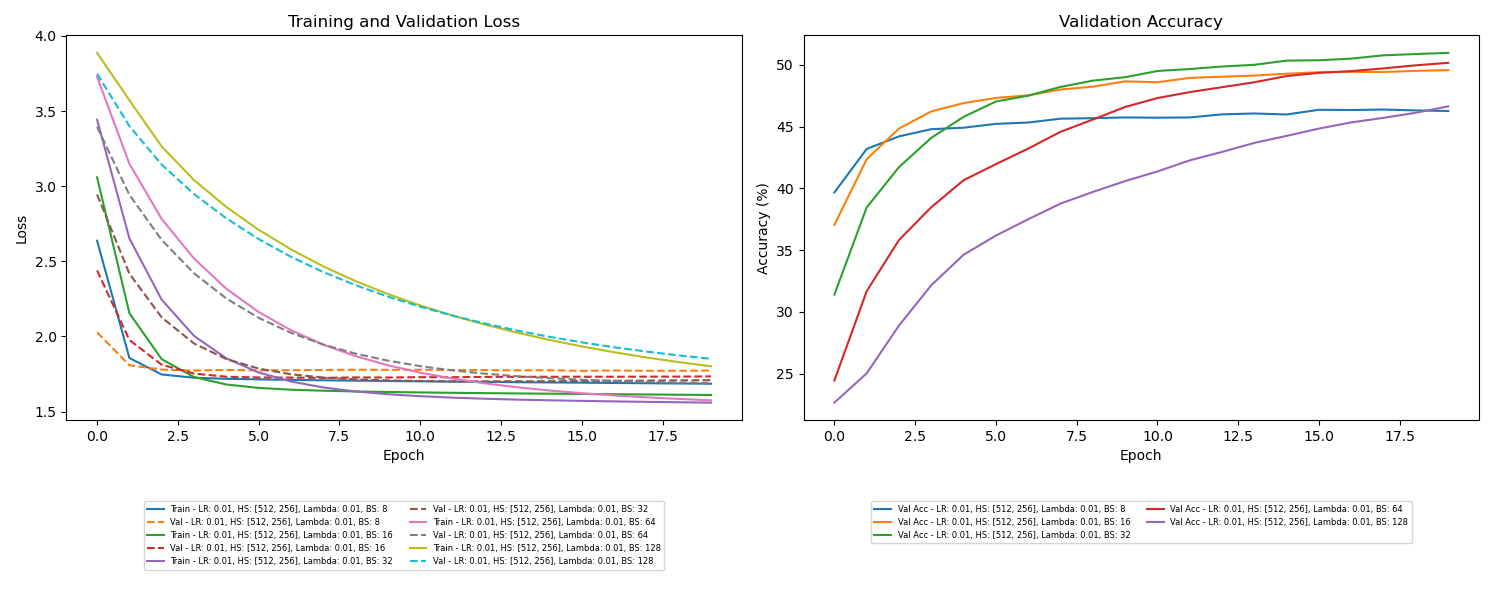 Training and Validation Loss
4.0
3.5
3.0
2.5
2.0
1.5
Loss
0.0 2.5 5.0 7.5 10.0 12.5 15.0 17.5
Epoch
Train - LR: 0.01, HS: [512, 256], Lambda: 0.01, BS: 8
Val - LR: 0.01, HS: [512, 256], Lambda: 0.01, BS: 8
Train - LR: 0.01, HS: [512, 256], Lambda: 0.01, BS: 16
Val - LR: 0.01, HS: [512, 256], Lambda: 0.01, BS: 16
Train - LR: 0.01, HS: [512, 256], Lambda: 0.01, BS: 32
Val - LR: 0.01, HS: [512, 256], Lambda: 0.01, BS: 32
Train - LR: 0.01, HS: [512, 256], Lambda: 0.01, BS: 64
Val - LR: 0.01, HS: [512, 256], Lambda: 0.01, BS: 64
Train - LR: 0.01, HS: [512, 256], Lambda: 0.01, BS: 128
Val - LR: 0.01, HS: [512, 256], Lambda: 0.01, BS: 128
Validation Accuracy
50
45
40
35
30
25
Accuracy (%)
0.0 2.5 5.0 7.5 10.0 12.5 15.0 17.5
Epoch
Val Acc - LR: 0.01, HS: [512, 256], Lambda: 0.01, BS: 8
Val Acc - LR: 0.01, HS: [512, 256], Lambda: 0.01, BS: 16
Val Acc - LR: 0.01, HS: [512, 256], Lambda: 0.01, BS: 32
Val Acc - LR: 0.01, HS: [512, 256], Lambda: 0.01, BS: 64
Val Acc - LR: 0.01, HS: [512, 256], Lambda: 0.01, BS: 128